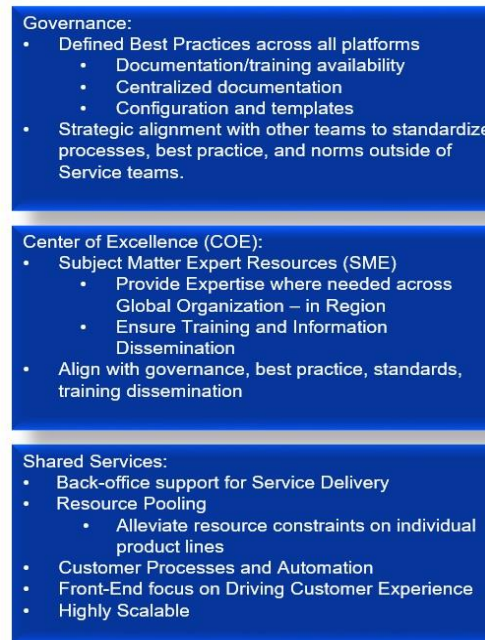 Governance:
• Defined Best Practices across all platforms
• Documentation/training availability
• Centralized documentation
• Configuration and templates
• Strategic alignment with other teams to standardize
processes, best practice, and norms outside of
Service teams.
Center of Excellence (COE):
• Subject Matter Expert Resources (SME)
• Provide Expertise where needed across
Global Organization – in Region
• Ensure Training and Information
Dissemination
• Align with governance, best practice, standards,
training dissemination
Shared Services:
• Back-office support for Service Delivery
• Resource Pooling
• Alleviate resource constraints on individual
product lines
• Customer Processes and Automation
• Front-End focus on Driving Customer Experience
• Highly Scalable